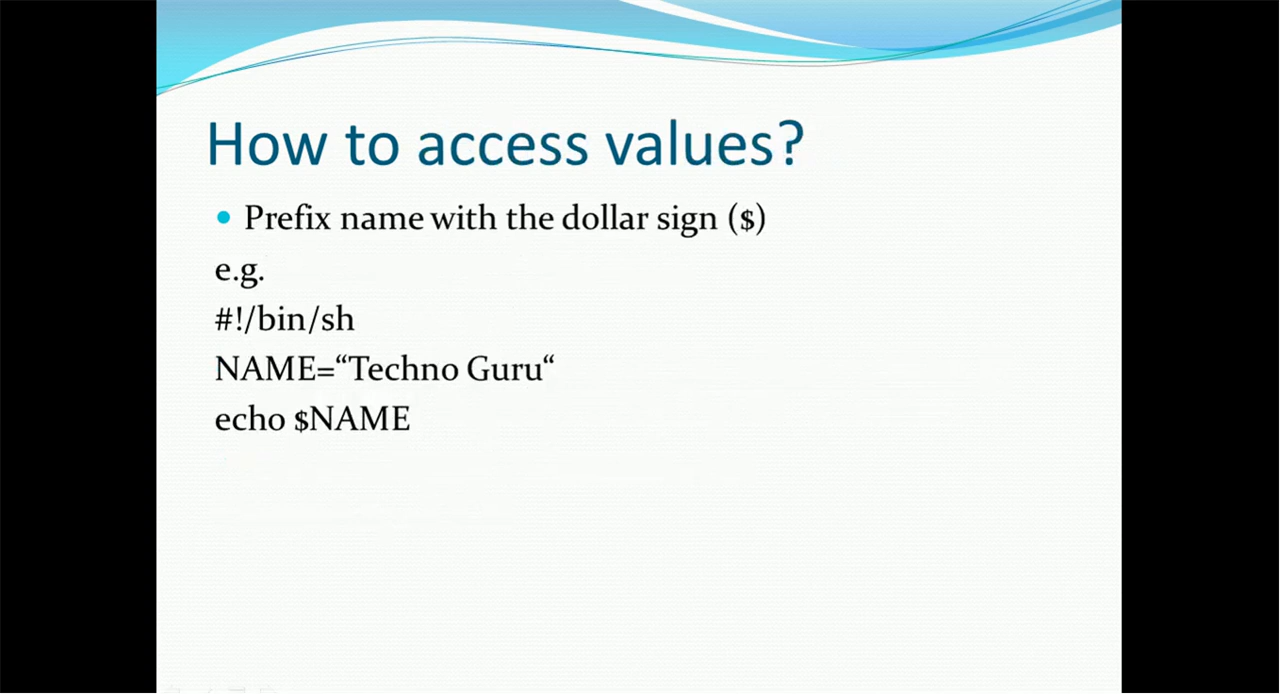 How to access values?
• Prefix name with the dollar sign ($)
e.g.
#!/bin/sh
NAME=“Techno Guru“
echo $NAME